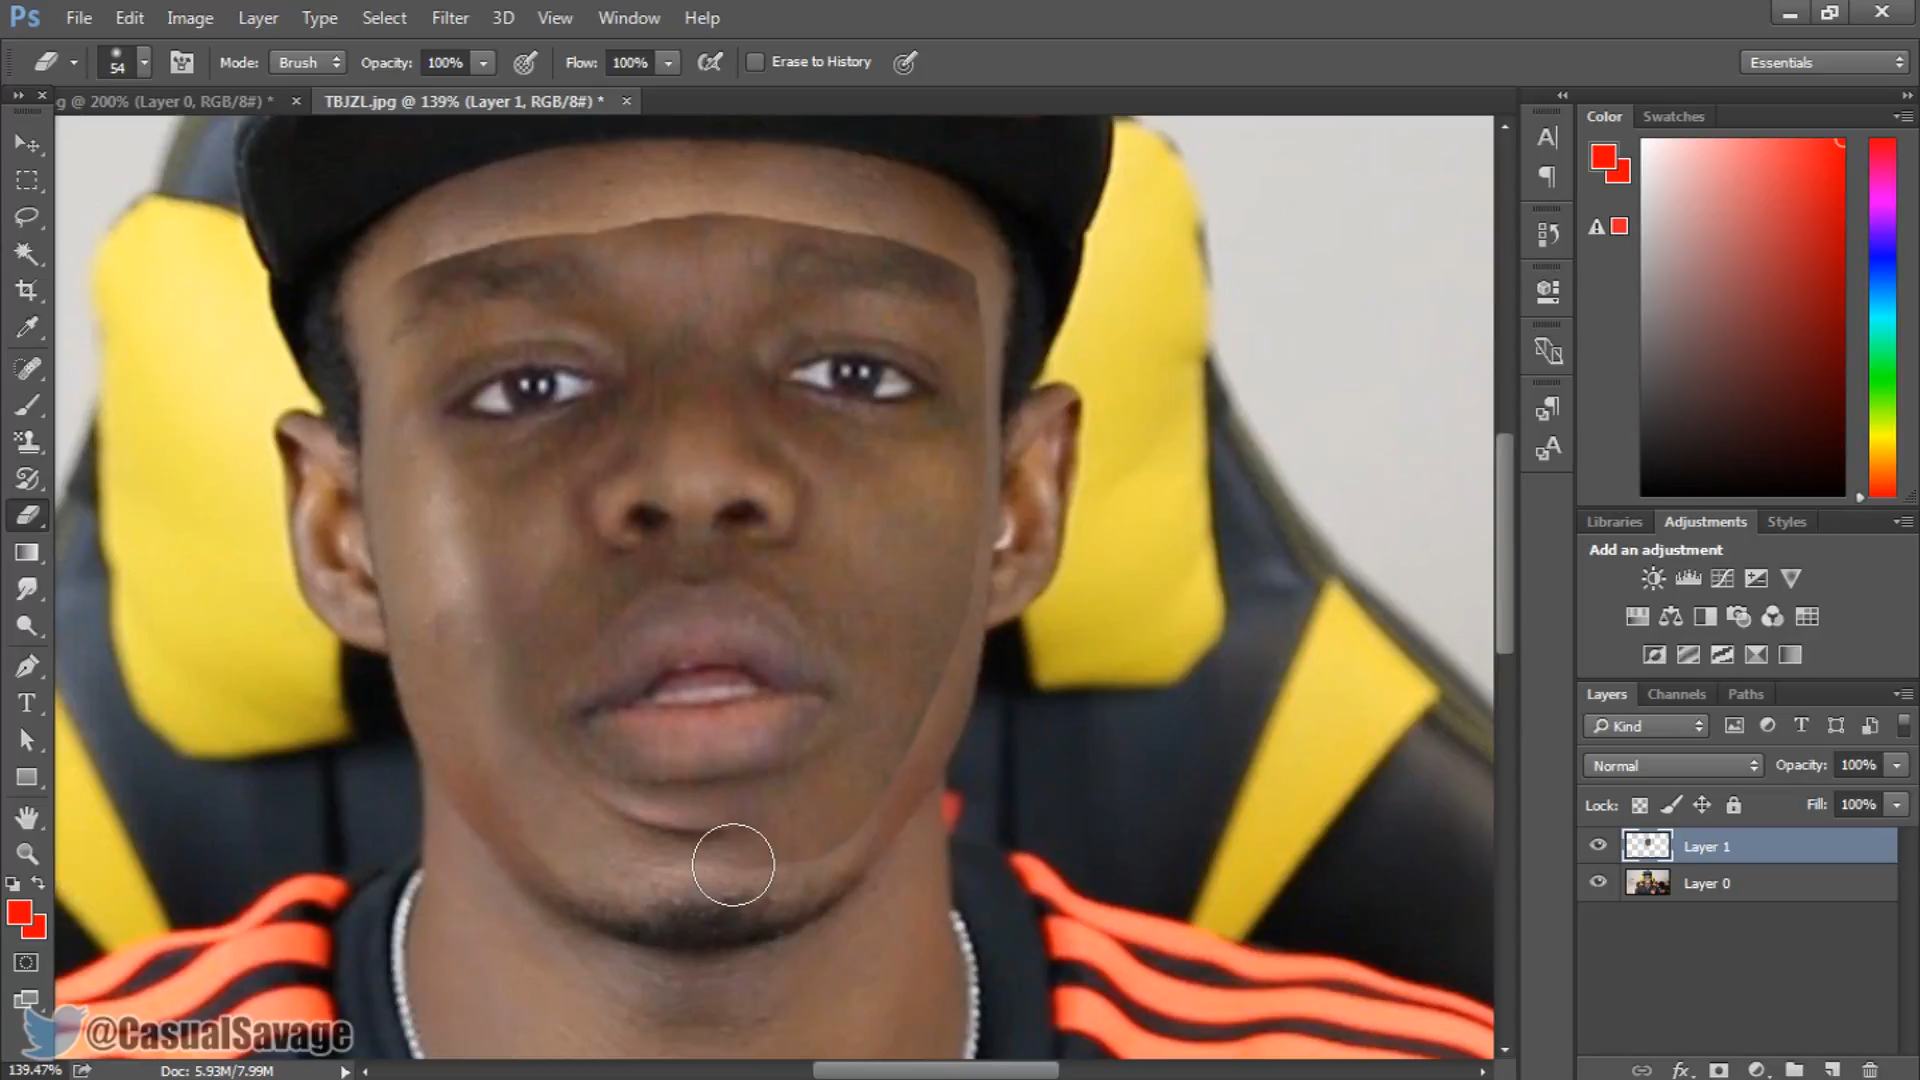 Ps File Edit Image Layer Type Select Filter 3D View Window Help
54 Mode: Brush Opacity: 100% Flow: 100% Erase to History Essentials
g @ 200% (Layer 0, RGB/8#) * × TBJZL.jpg @ 139% (Layer 1, RGB/8#) * ×
Color Swatches
Libraries Adjustments Styles
Add an adjustment
Layers Channels Paths
Kind
Normal Opacity: 100%
Lock: Fill: 100%
Layer 1
Layer 0
@CasualSavage
139.47% Doc: 5.93M/7.99M